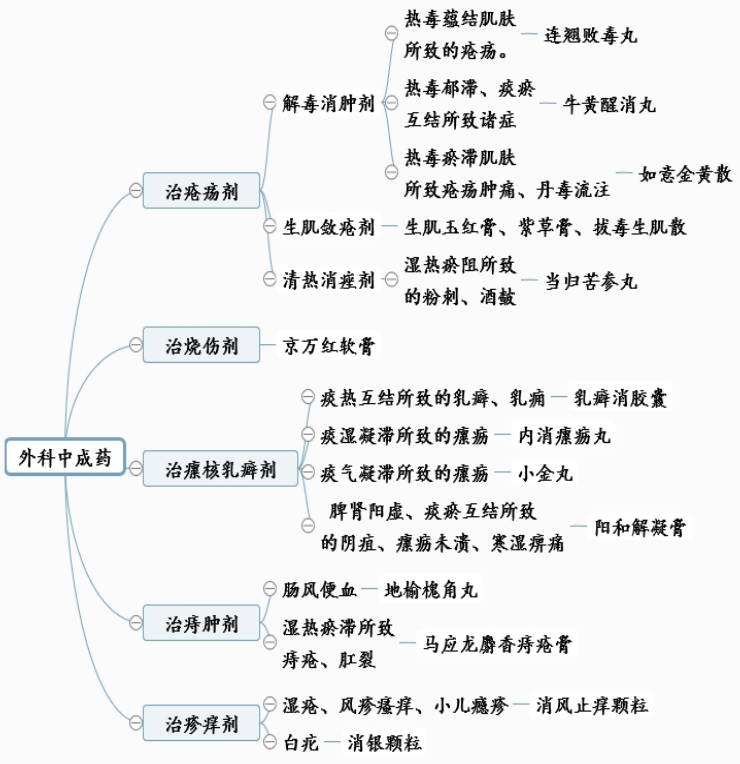 热毒蕴结肌肤
所致的疮疡。
连翘败毒丸
解毒消肿剂
热毒郁滞、痰瘀
互结所致诸症
牛黄醒消丸
热毒瘀滞肌肤
所致疮疡肿痛、丹毒流注
如意金黄散
治疮疡剂
生肌敛疮剂
生肌玉红膏、紫草膏、拔毒生肌散
清热消痤剂
湿热瘀阻所致
的粉刺、酒皶
当归苦参丸
治烧伤剂
京万红软膏
外科中成药
治瘰核乳癖剂
痰热互结所致的乳癖、乳痈
乳癖消胶囊
痰湿凝滞所致的瘰疬
内消瘰疬丸
痰气凝滞所致的瘰疬
小金丸
脾肾阳虚、痰瘀互结所致
的阴疽、瘰疬未溃、寒湿痹痛
阳和解凝膏
治痔肿剂
肠风便血
地榆槐角丸
湿热瘀滞所致
痔疮、肛裂
马应龙麝香痔疮膏
治疹痒剂
湿疮、风疹瘙痒、小儿瘾疹
消风止痒颗粒
白疕
消银颗粒